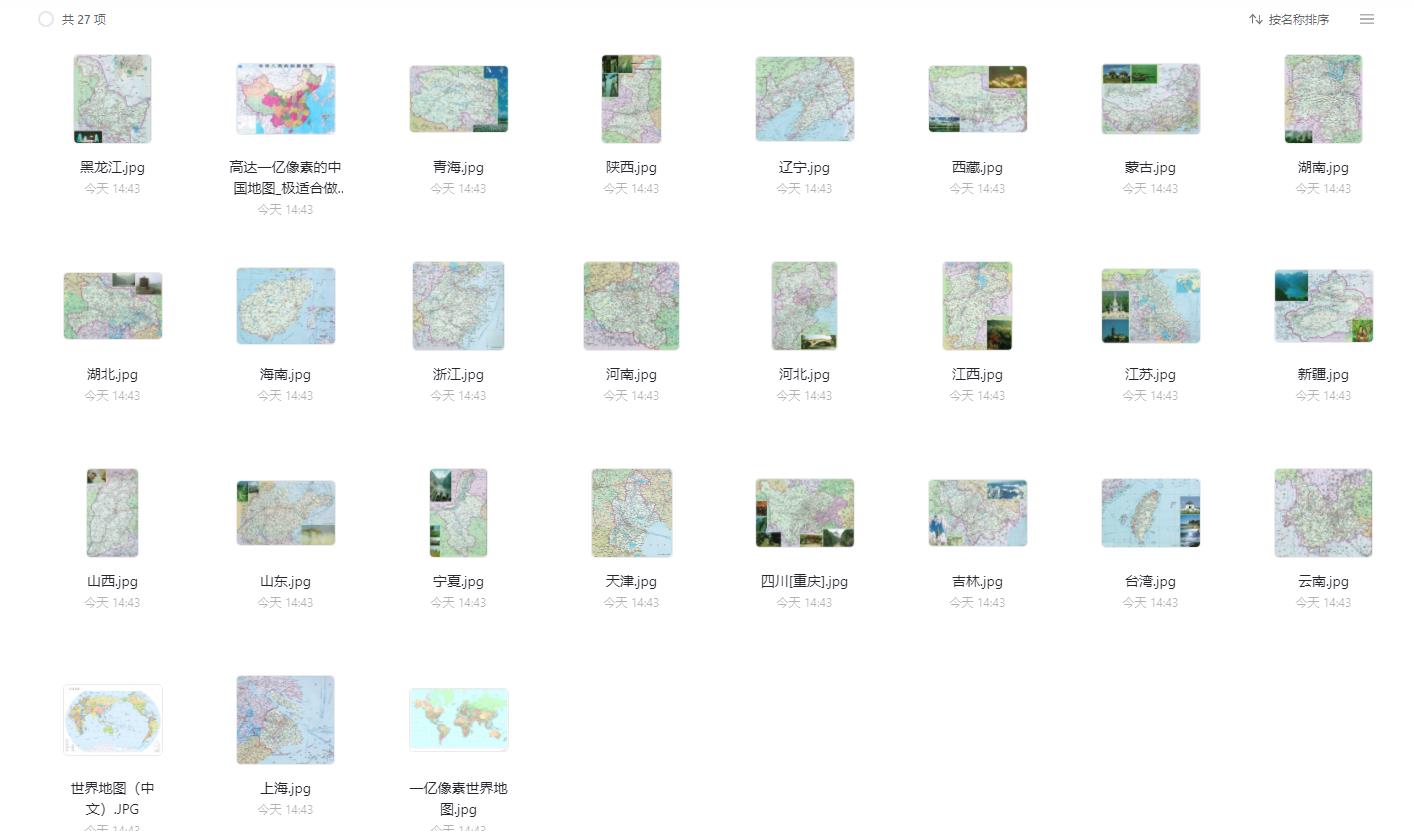 共 27 项
按名称排序
黑龙江.jpg
今天 14:43
高达一亿像素的中
国地图_极适合做..
今天 14:43
青海.jpg
今天 14:43
陕西.jpg
今天 14:43
辽宁.jpg
今天 14:43
西藏.jpg
今天 14:43
蒙古.jpg
今天 14:43
湖南.jpg
今天 14:43
湖北.jpg
今天 14:43
海南.jpg
今天 14:43
浙江.jpg
今天 14:43
河南.jpg
今天 14:43
河北.jpg
今天 14:43
江西.jpg
今天 14:43
江苏.jpg
今天 14:43
新疆.jpg
今天 14:43
山西.jpg
今天 14:43
山东.jpg
今天 14:43
宁夏.jpg
今天 14:43
天津.jpg
今天 14:43
四川[重庆].jpg
今天 14:43
吉林.jpg
今天 14:43
台湾.jpg
今天 14:43
云南.jpg
今天 14:43
世界地图（中
文）.JPG
今天 14:43
上海.jpg
今天 14:43
一亿像素世界地
图.jpg
今天 14:43